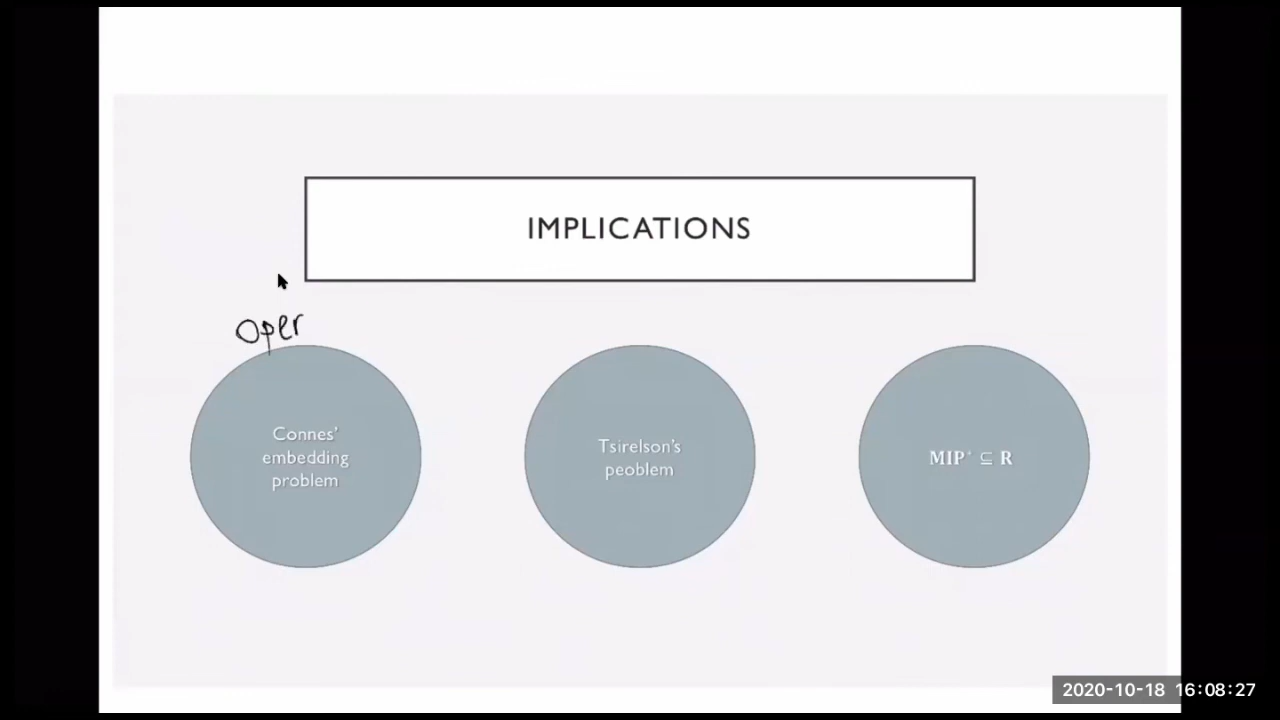 IMPLICATIONS
Oper
Connes'
embedding
problem
Tsirelson's
peoblem
MIP* ⊆ R
2020-10-18 16:08:27